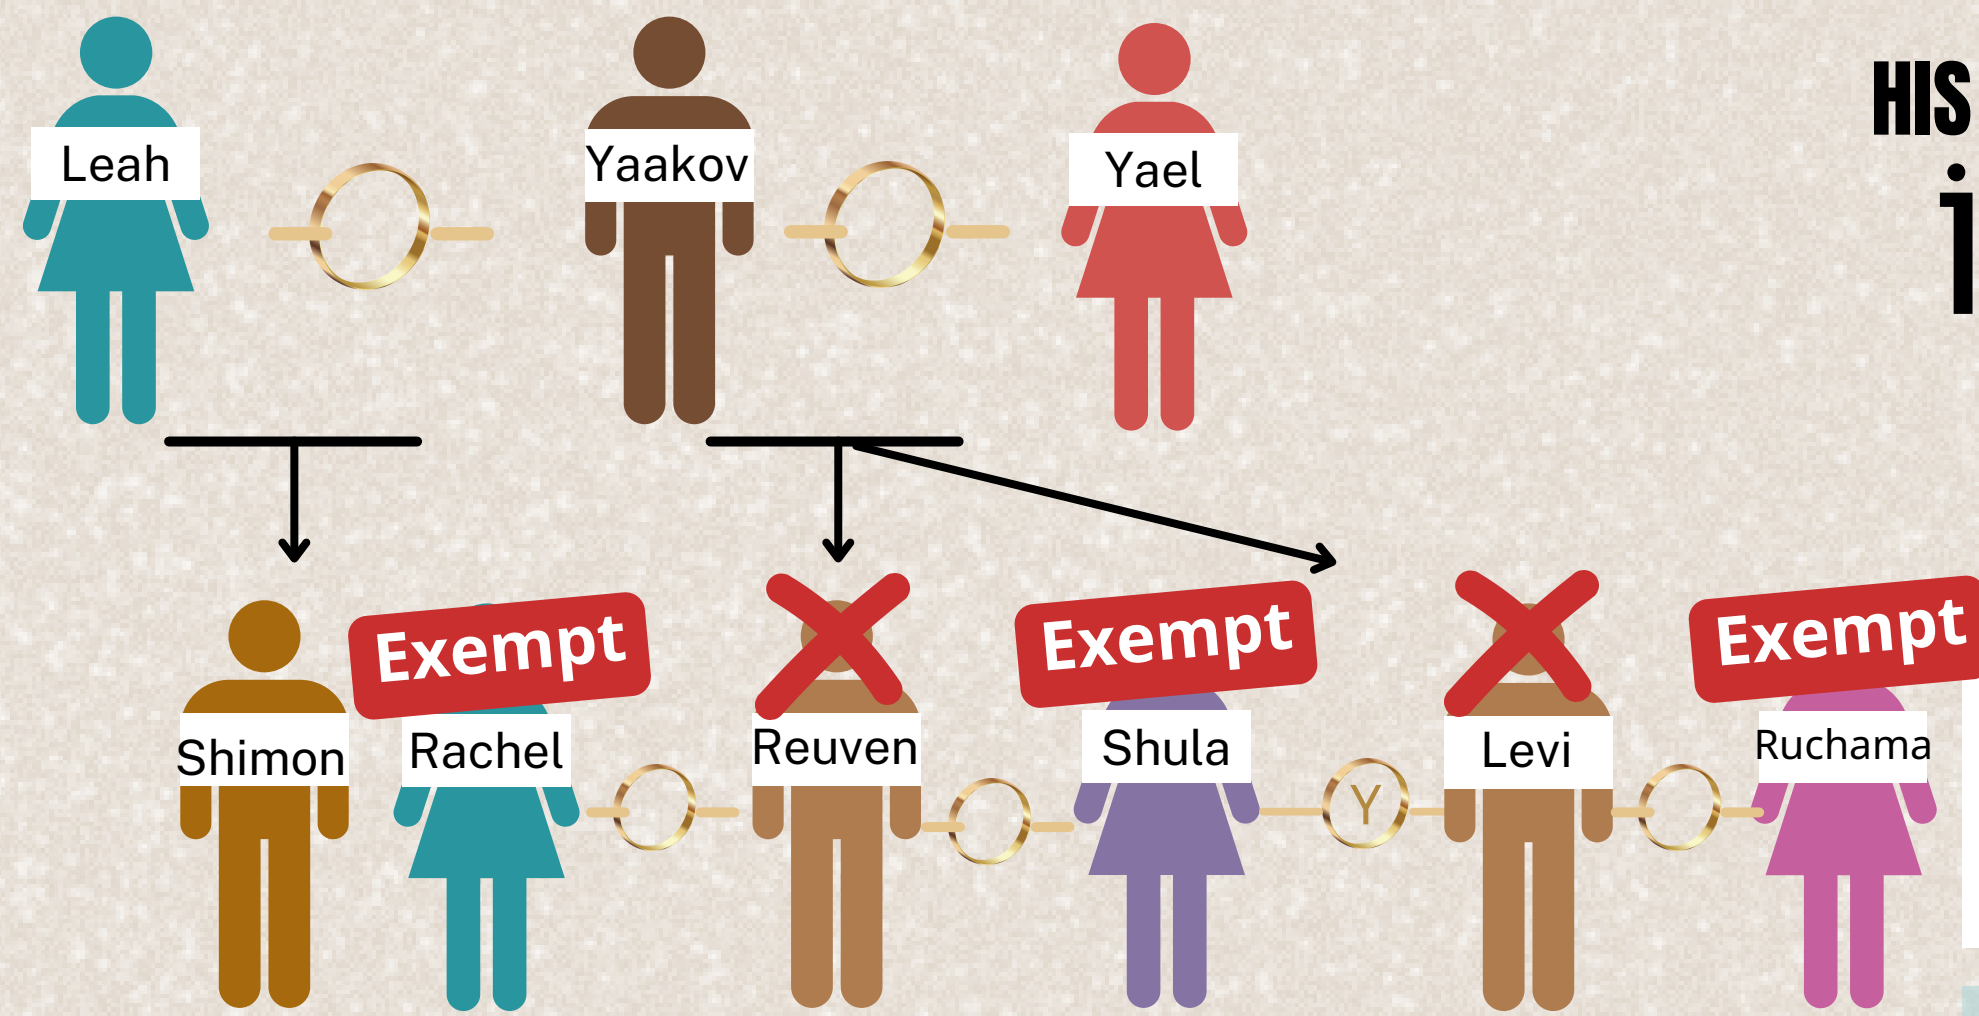 Leah
Yaakov
Yael
HIS
i
Exempt
Exempt
Exempt
Shimon
Rachel
Reuven
Shula
Y
Levi
Ruchama